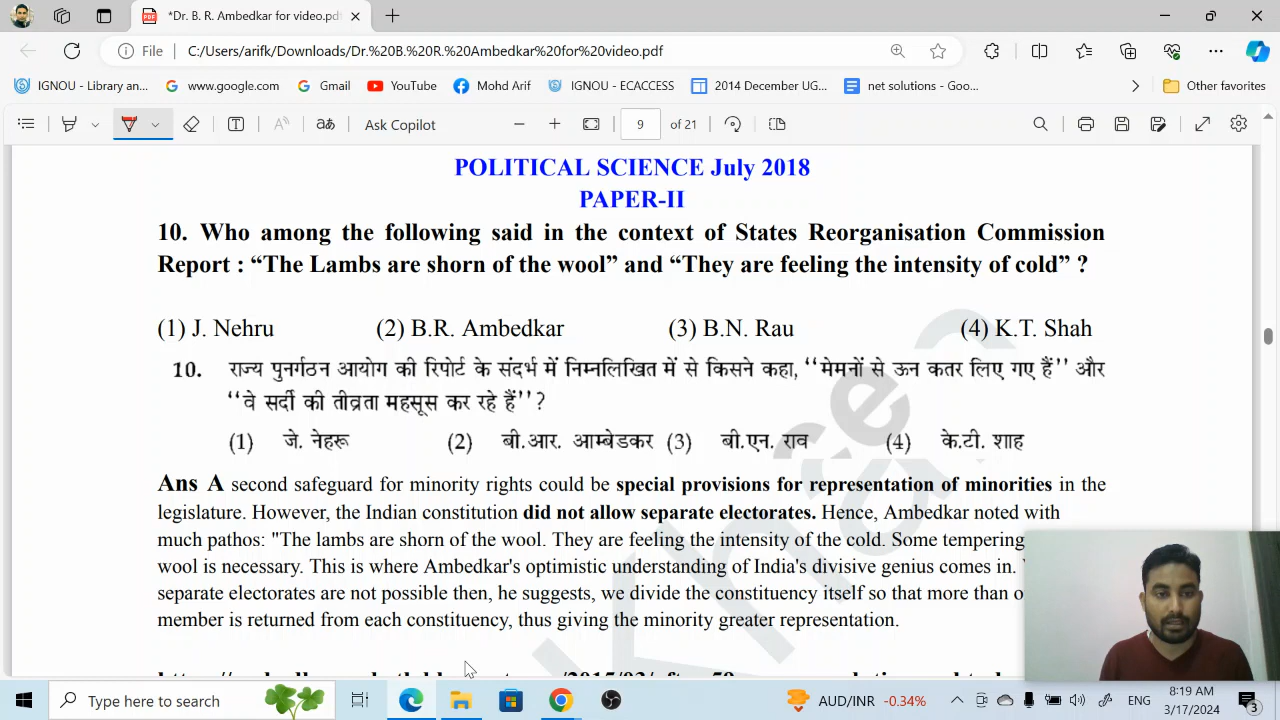 *Dr. B. R. Ambedkar for video.pdf
File C:/Users/arifk/Downloads/Dr.%20B.%20R.%20Ambedkar%20for%20video.pdf
IGNOU - Library an... www.google.com Gmail YouTube Mohd Arif IGNOU - ECACCESS 2014 December UG... net solutions - Goo... Other favorites
Ask Copilot 9 of 21
POLITICAL SCIENCE July 2018
PAPER-II
10. Who among the following said in the context of States Reorganisation Commission
Report : “The Lambs are shorn of the wool” and “They are feeling the intensity of cold” ?
(1) J. Nehru (2) B.R. Ambedkar (3) B.N. Rau (4) K.T. Shah
10. राज्य पुनर्गठन आयोग की रिपोर्ट के संदर्भ में निम्नलिखित में से किसने कहा, ‘‘मेमनों से ऊन कतर लिए गए हैं’’ और
‘‘वे सर्दी की तीव्रता महसूस कर रहे हैं’’?
(1) जे. नेहरू (2) बी.आर. आम्बेडकर (3) बी.एन. राव (4) के.टी. शाह
Ans A second safeguard for minority rights could be special provisions for representation of minorities in the
legislature. However, the Indian constitution did not allow separate electorates. Hence, Ambedkar noted with
much pathos: "The lambs are shorn of the wool. They are feeling the intensity of the cold. Some tempering
wool is necessary. This is where Ambedkar's optimistic understanding of India's divisive genius comes in.
separate electorates are not possible then, he suggests, we divide the constituency itself so that more than
member is returned from each constituency, thus giving the minority greater representation.
Type here to search AUD/INR -0.34% ENG 8:19 AM
3/17/2024 3